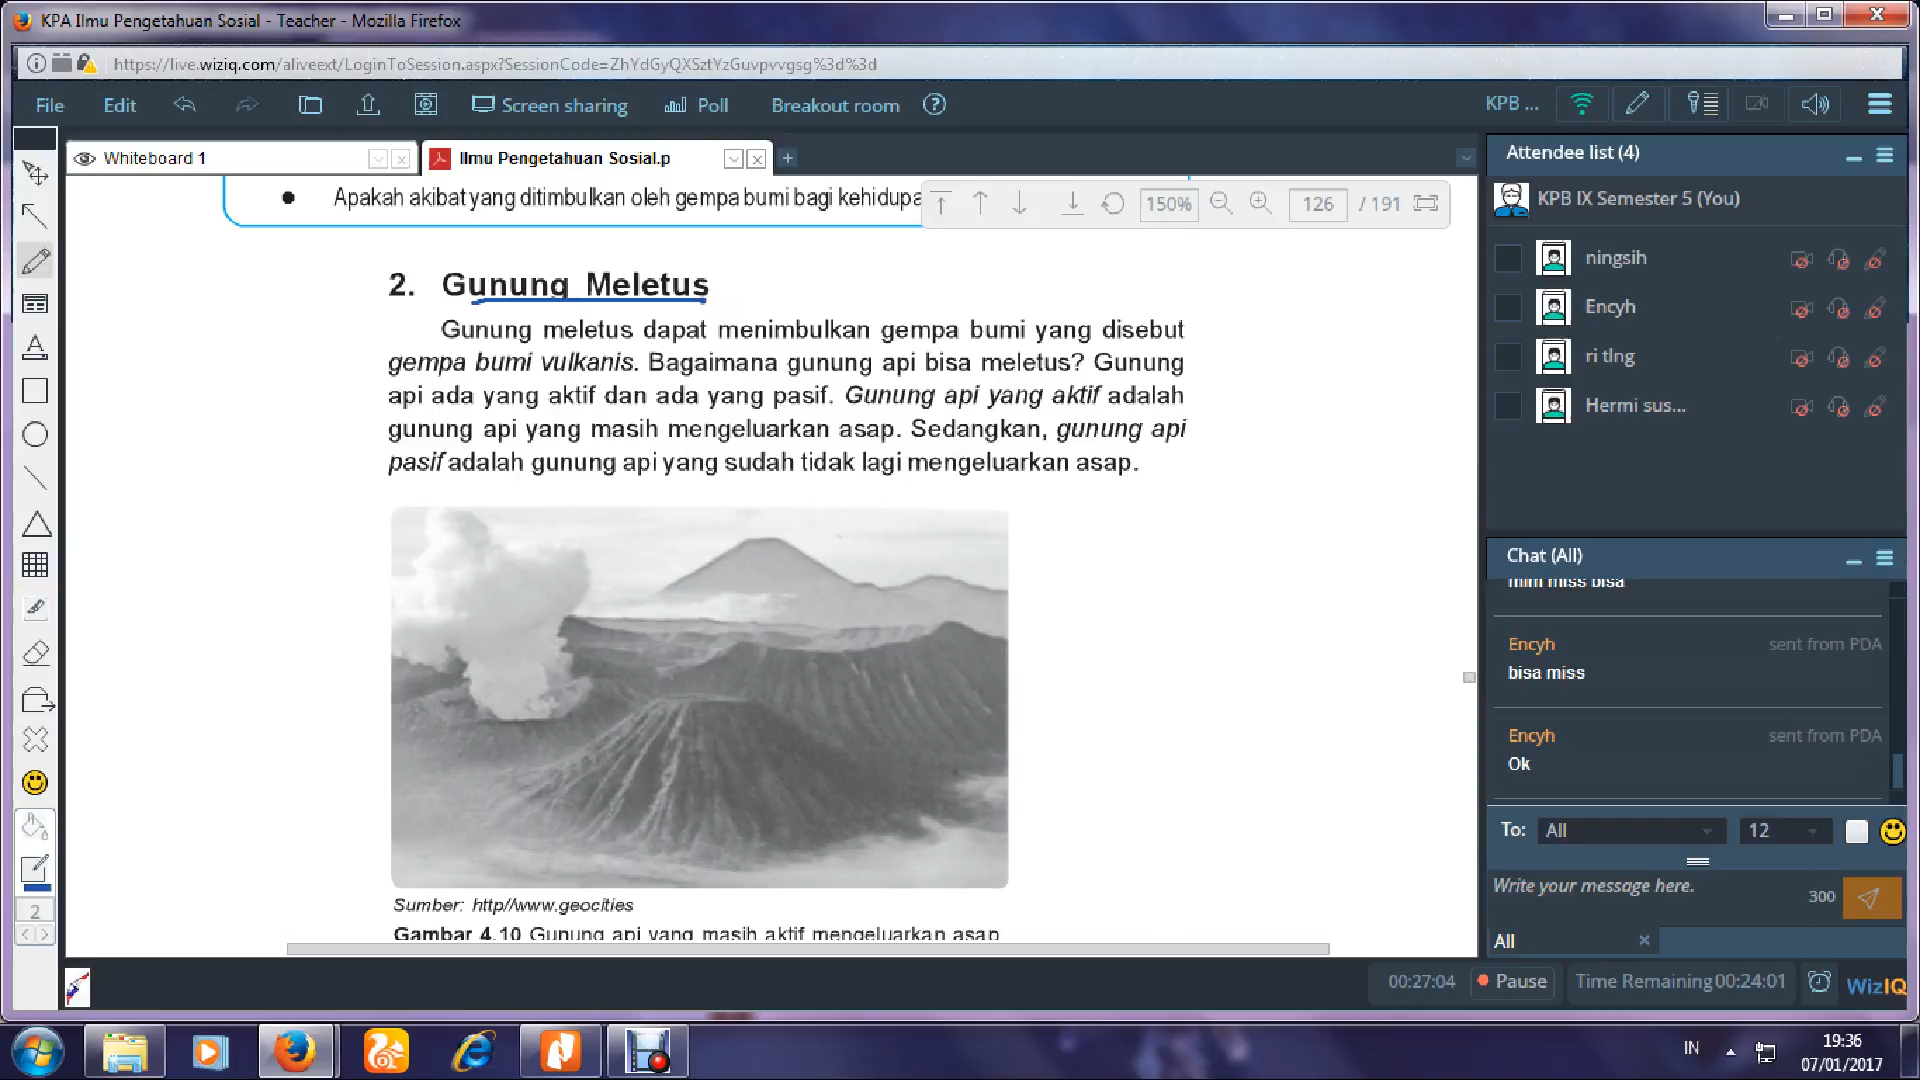 KPA Ilmu Pengetahuan Sosial - Teacher - Mozilla Firefox
https://live.wiziq.com/aliveext/LoginToSession.aspx?SessionCode=ZhYdGyQXSztYzGuvpvvgsg%3d%3d
File Edit Screen sharing Poll Breakout room KPB ...
Whiteboard 1 Ilmu Pengetahuan Sosial.p
Apakah akibat yang ditimbulkan oleh gempa bumi bagi kehidupa
150% 126 / 191
2. Gunung Meletus
Gunung meletus dapat menimbulkan gempa bumi yang disebut
gempa bumi vulkanis. Bagaimana gunung api bisa meletus? Gunung
api ada yang aktif dan ada yang pasif. Gunung api yang aktif adalah
gunung api yang masih mengeluarkan asap. Sedangkan, gunung api
pasif adalah gunung api yang sudah tidak lagi mengeluarkan asap.
Sumber: http//www.geocities
Gambar 4.10 Gunung api yang masih aktif mengeluarkan asap
2
Attendee list (4)
KPB IX Semester 5 (You)
ningsih
Encyh
ri tlng
Hermi sus...
Chat (All)
mim miss bisa
Encyh sent from PDA
bisa miss
Encyh sent from PDA
Ok
To: All 12
Write your message here. 300
All
00:27:04 Pause Time Remaining 00:24:01 WizIQ
IN 19:36
07/01/2017